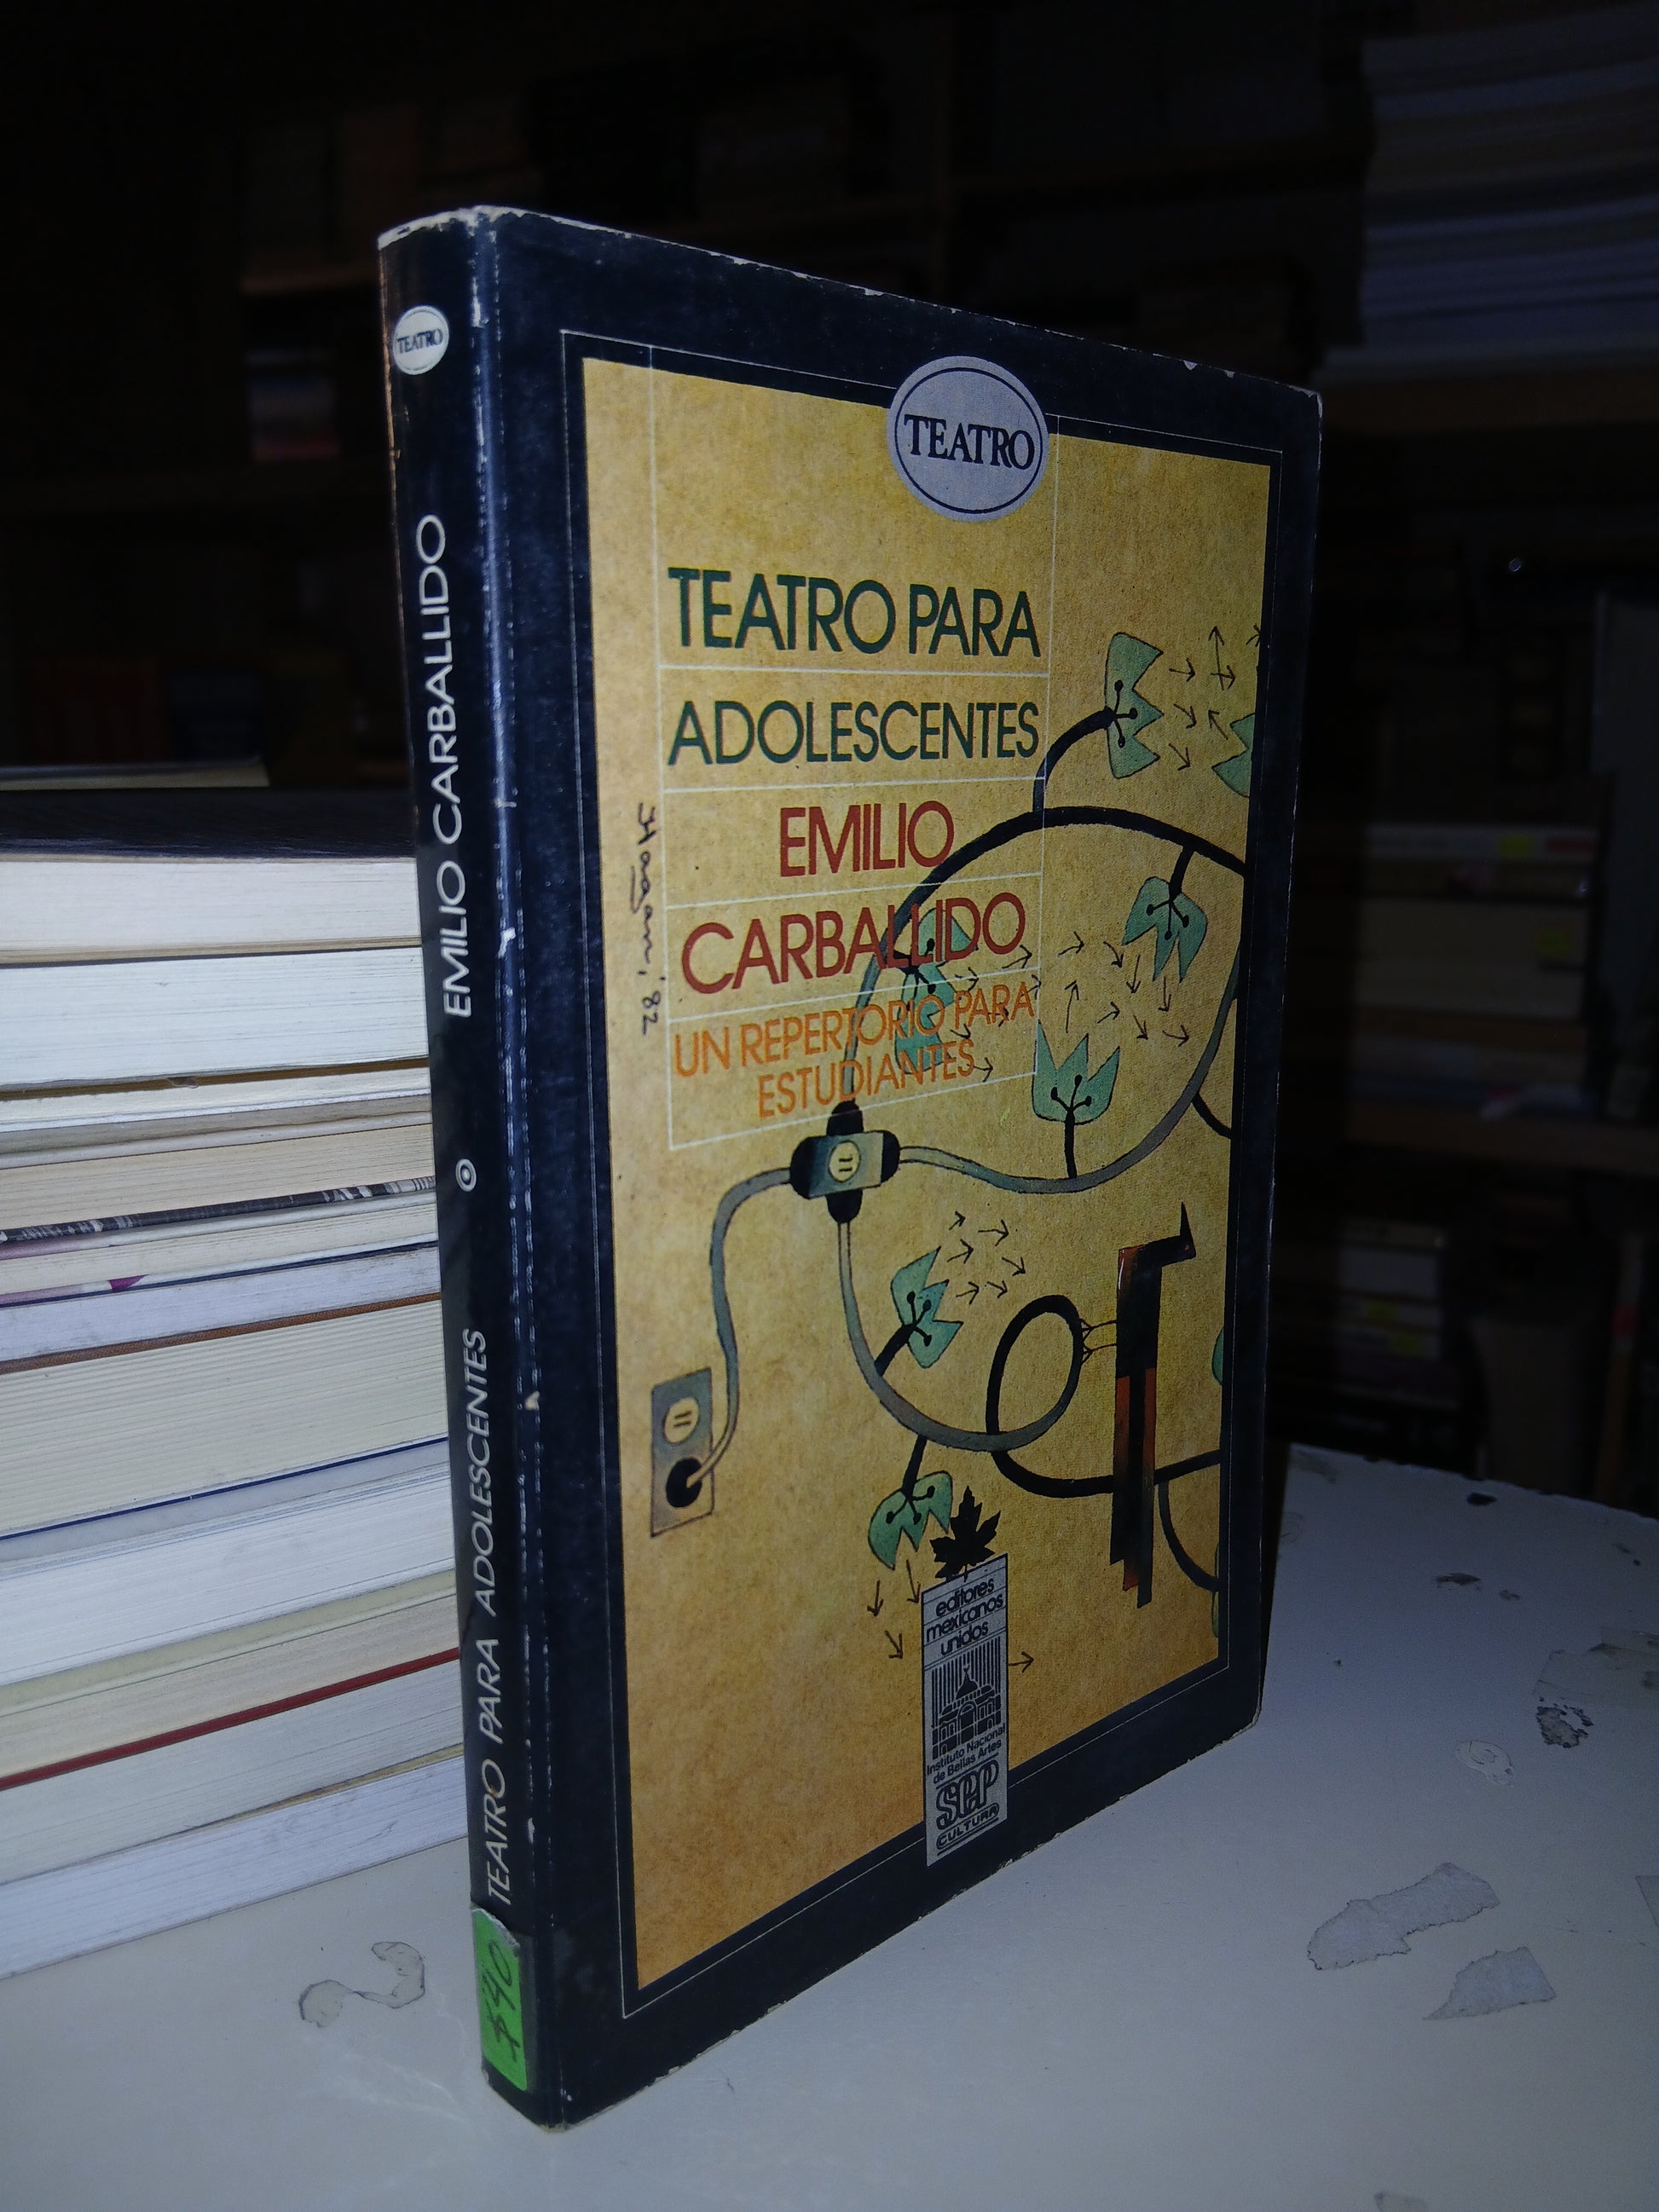 TEATRO
EMILIO CARBALLIDO
TEATRO PARA ADOLESCENTES
$40
TEATRO
TEATRO PARA
ADOLESCENTES
EMILIO
CARBALLIDO
UN REPERTORIO PARA
ESTUDIANTES
'82
editores
mexicanos
unidos
Instituto Nacional
de Bellas Artes
SEP
CULTURA